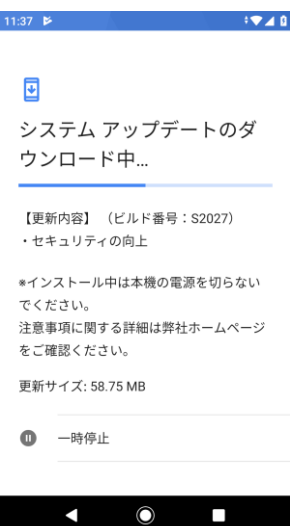 11:37
システム アップデートのダ
ウンロード中...
【更新内容】（ビルド番号：S2027）
・セキュリティの向上
*インストール中は本機の電源を切らない
でください。
注意事項に関する詳細は弊社ホームページ
をご確認ください。
更新サイズ: 58.75 MB
一時停止